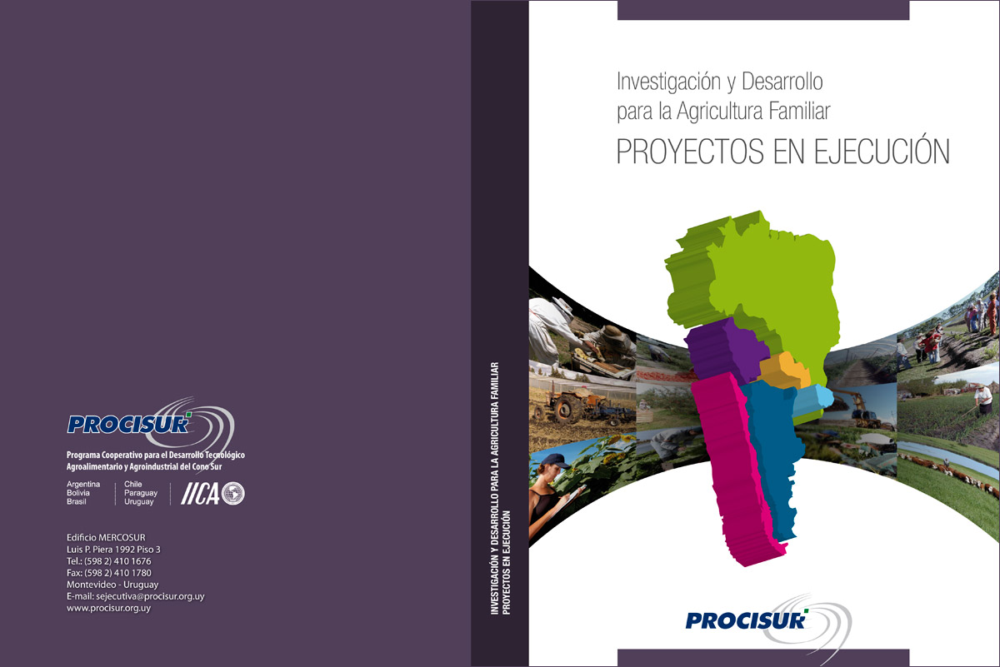 PROCISUR
Programa Cooperativo para el Desarrollo Tecnológico
Agroalimentario y Agroindustrial del Cono Sur
Argentina
Bolivia
Brasil
Chile
Paraguay
Uruguay
IICA
Edificio MERCOSUR
Luis P. Piera 1992 Piso 3
Tel.: (598 2) 410 1676
Fax: (598 2) 410 1780
Montevideo - Uruguay
E-mail: sejecutiva@procisur.org.uy
www.procisur.org.uy
INVESTIGACIÓN Y DESARROLLO PARA LA AGRICULTURA FAMILIAR
PROYECTOS EN EJECUCIÓN
Investigación y Desarrollo
para la Agricultura Familiar
PROYECTOS EN EJECUCIÓN
PROCISUR